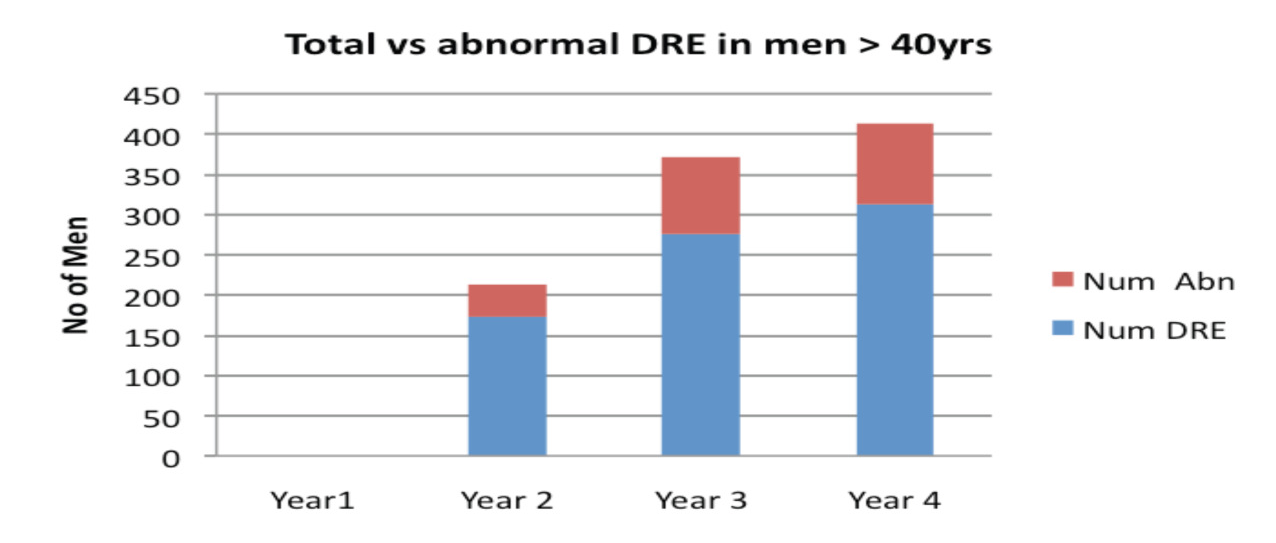 Total vs abnormal DRE in men > 40yrs
450
400
350
300
250
200
150
100
50
0
No of Men
Year1 Year 2 Year 3 Year 4
Num  Abn
Num DRE